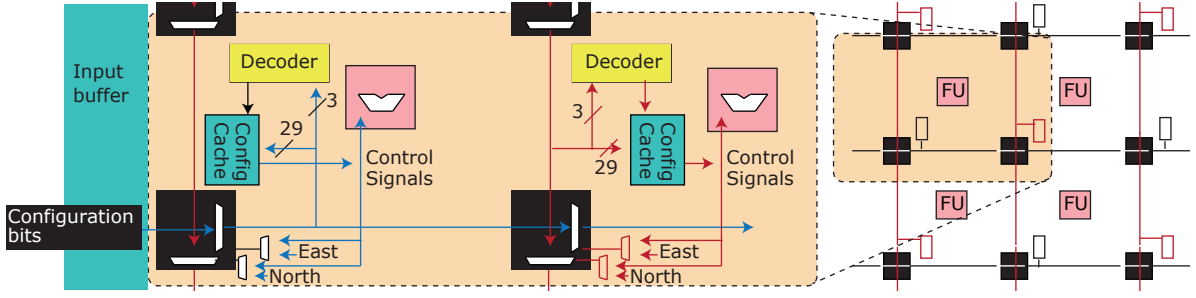 Input
buffer
Configuration
bits
Decoder
3
29
Config
Cache
Control
Signals
East
North
Decoder
3
29
Config
Cache
Control
Signals
East
North
FU
FU
FU
FU